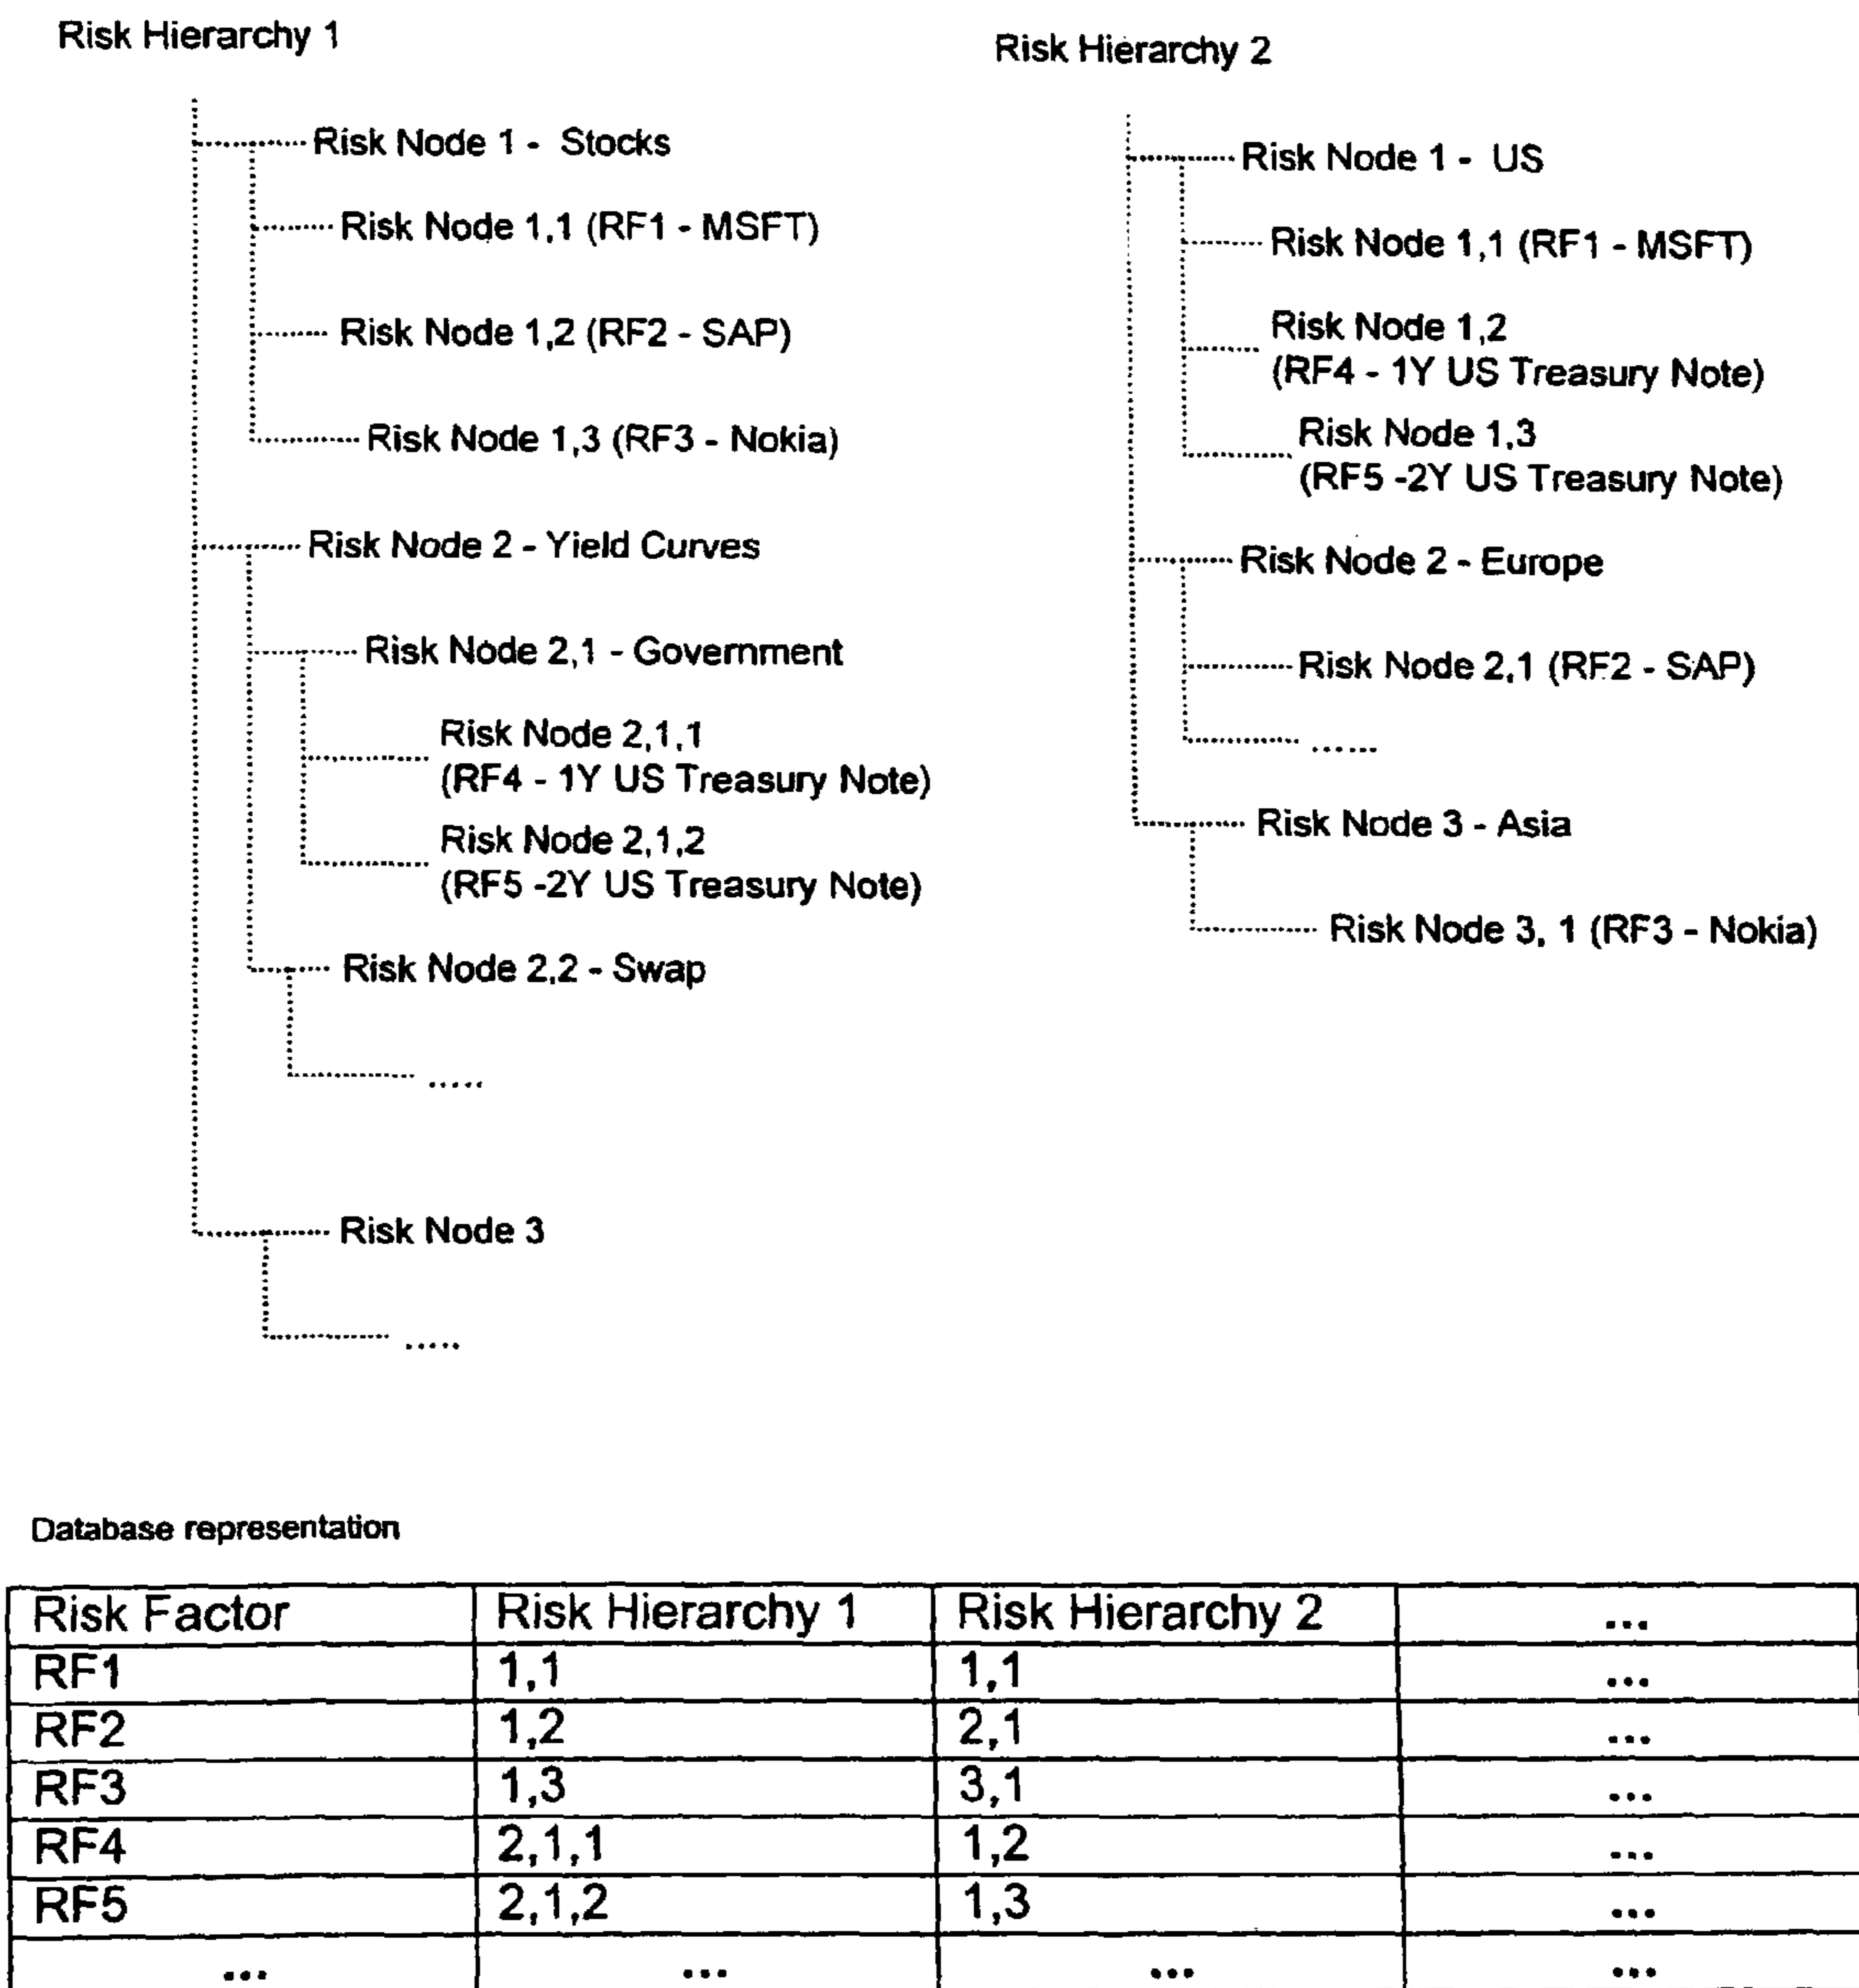 Risk Hierarchy 1
Risk Node 1 - Stocks
Risk Node 1,1 (RF1 - MSFT)
Risk Node 1,2 (RF2 - SAP)
Risk Node 1,3 (RF3 - Nokia)
Risk Node 2 - Yield Curves
Risk Node 2,1 - Government
Risk Node 2,1,1
(RF4 - 1Y US Treasury Note)
Risk Node 2,1,2
(RF5 -2Y US Treasury Note)
Risk Node 2,2 - Swap
.....
Risk Node 3
.....
Risk Hierarchy 2
Risk Node 1 - US
Risk Node 1,1 (RF1 - MSFT)
Risk Node 1,2
(RF4 - 1Y US Treasury Note)
Risk Node 1,3
(RF5 -2Y US Treasury Note)
Risk Node 2 - Europe
Risk Node 2,1 (RF2 - SAP)
......
Risk Node 3 - Asia
Risk Node 3, 1 (RF3 - Nokia)
Database representation
Risk Factor Risk Hierarchy 1 Risk Hierarchy 2 ...
RF1 1,1 1,1 ...
RF2 1,2 2,1 ...
RF3 1,3 3,1 ...
RF4 2,1,1 1,2 ...
RF5 2,1,2 1,3 ...
... ... ... ...